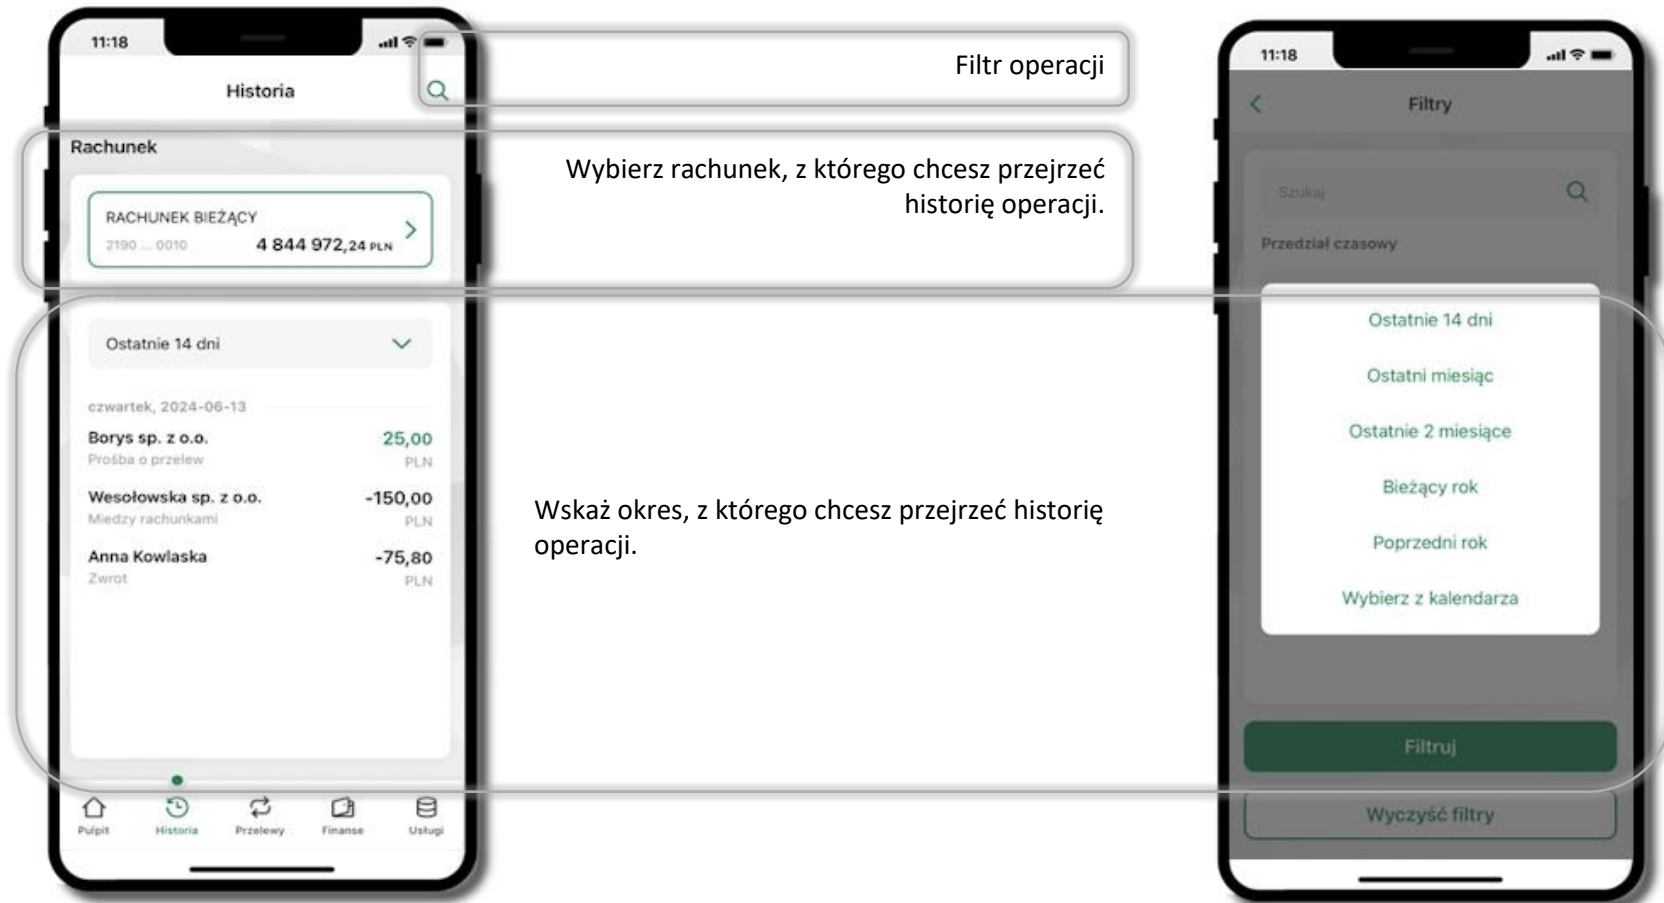 11:18
Historia
Rachunek
RACHUNEK BIEŻĄCY
2190 ... 0010 4 844 972,24 PLN
Ostatnie 14 dni
czwartek, 2024-06-13
Borys sp. z o.o. 25,00
Prośba o przelew PLN
Wesołowska sp. z o.o. -150,00
Miedzy rachunkami PLN
Anna Kowlaska -75,80
Zwrot PLN
Pulpit Historia Przelewy Finanse Usługi
Filtr operacji
Wybierz rachunek, z którego chcesz przejrzeć
historię operacji.
Wskaż okres, z którego chcesz przejrzeć historię
operacji.
11:18
Filtry
Szukaj
Przedział czasowy
Ostatnie 14 dni
Ostatni miesiąc
Ostatnie 2 miesiące
Bieżący rok
Poprzedni rok
Wybierz z kalendarza
Filtruj
Wyczyść filtry